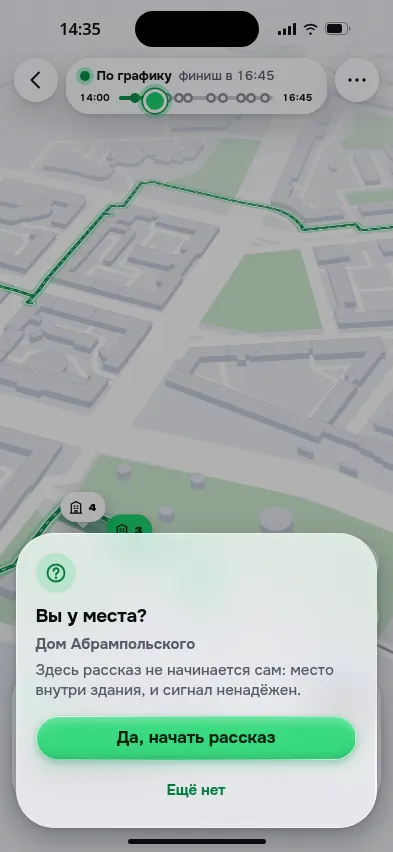 14:35
По графику финиш в 16:45
14:00 16:45
4
3
Вы у места?
Дом Абрампольского
Здесь рассказ не начинается сам: место
внутри здания, и сигнал ненадёжен.
Да, начать рассказ
Ещё нет